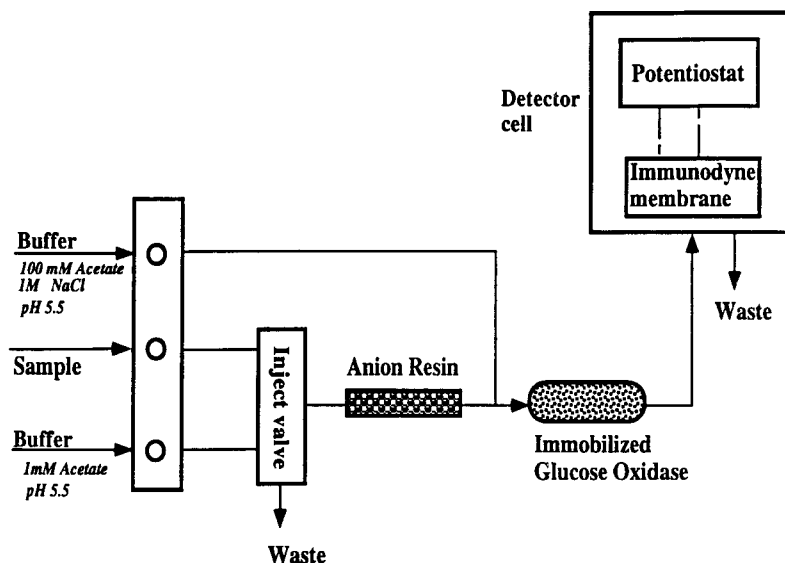 Potentiostat
Detector
cell
Immunodyne
membrane
Waste
Buffer
100 mM Acetate
1M NaCl
pH 5.5
Sample
Buffer
1mM Acetate
pH 5.5
Inject valve
Waste
Anion Resin
Immobilized
Glucose Oxidase